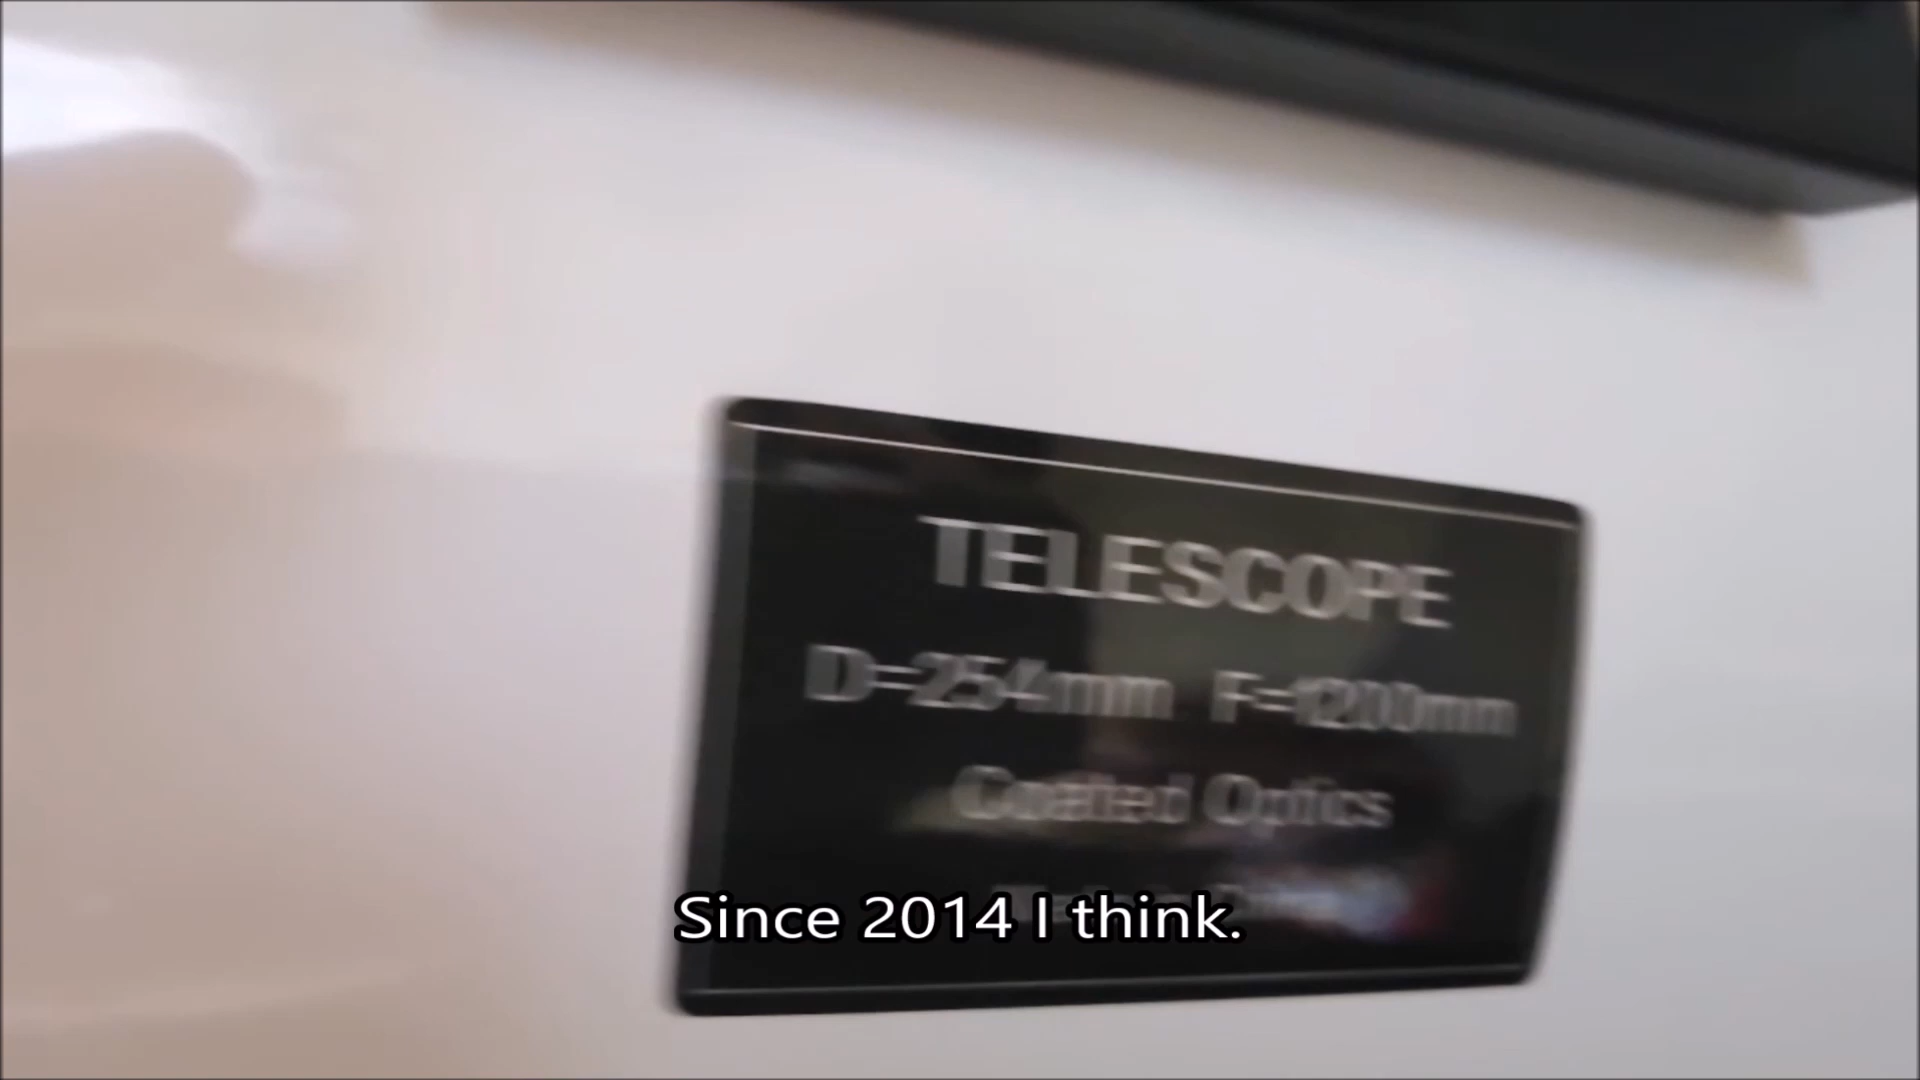 TELESCOPE
D=254mm F=1200mm
Coated Optics
Since 2014 I think.